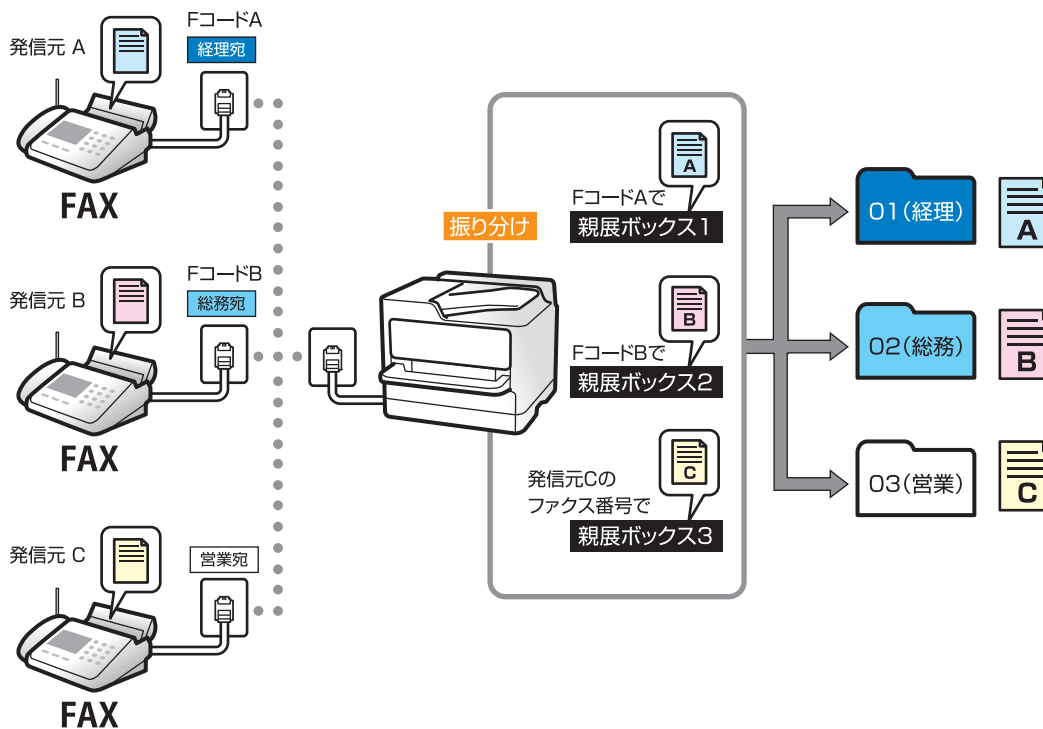 発信元 A
FコードA
経理宛
FAX
発信元 B
FコードB
総務宛
FAX
発信元 C
営業宛
FAX
振り分け
A
FコードAで
親展ボックス1
B
FコードBで
親展ボックス2
C
発信元Cの
ファクス番号で
親展ボックス3
01(経理)
A
02(総務)
B
03(営業)
C